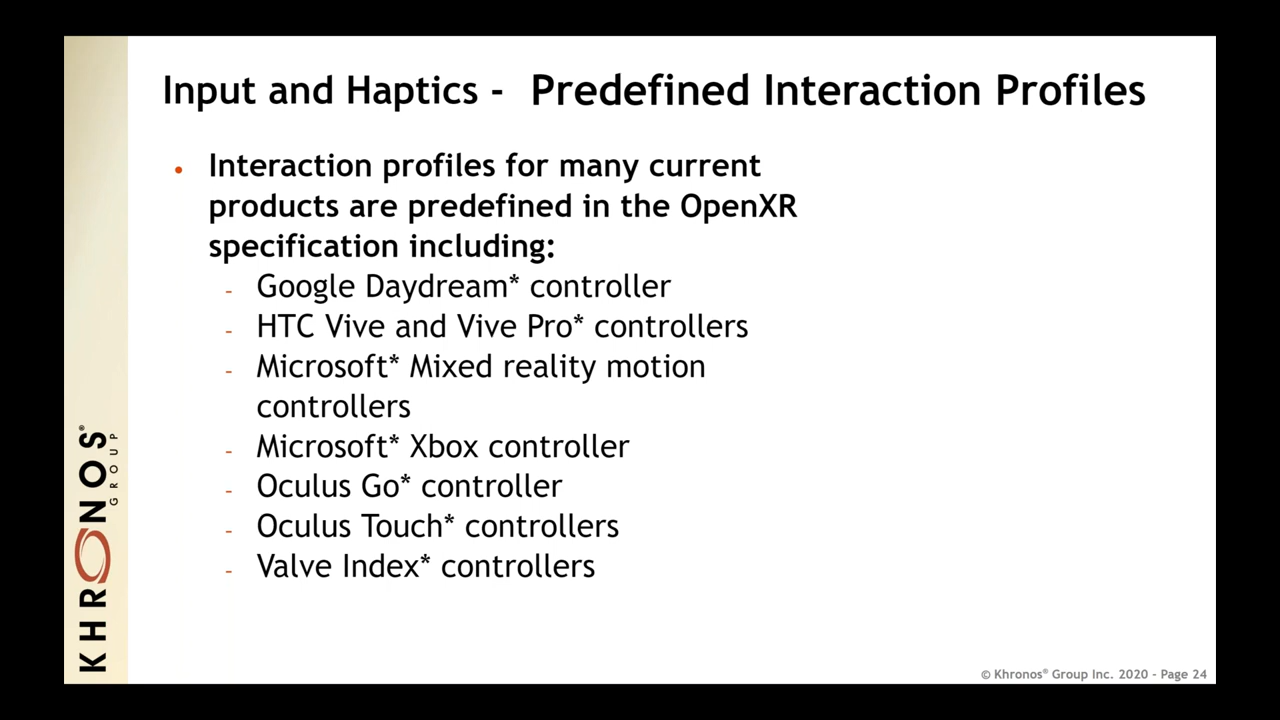 Input and Haptics - Predefined Interaction Profiles
• Interaction profiles for many current
products are predefined in the OpenXR
specification including:
- Google Daydream* controller
- HTC Vive and Vive Pro* controllers
- Microsoft* Mixed reality motion
controllers
- Microsoft* Xbox controller
- Oculus Go* controller
- Oculus Touch* controllers
- Valve Index* controllers
KHRONOS®
GROUP
© Khronos® Group Inc. 2020 - Page 24